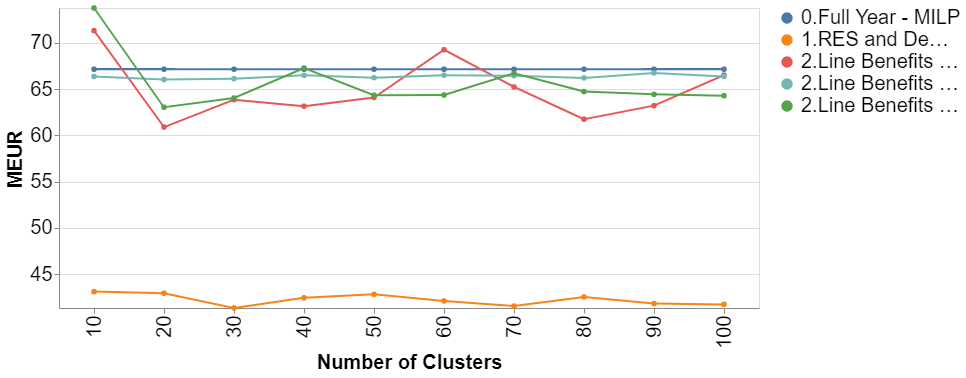 MEUR
70
65
60
55
50
45
10
20
30
40
50
60
70
80
90
100
Number of Clusters
0.Full Year - MILP
1.RES and De…
2.Line Benefits …
2.Line Benefits …
2.Line Benefits …